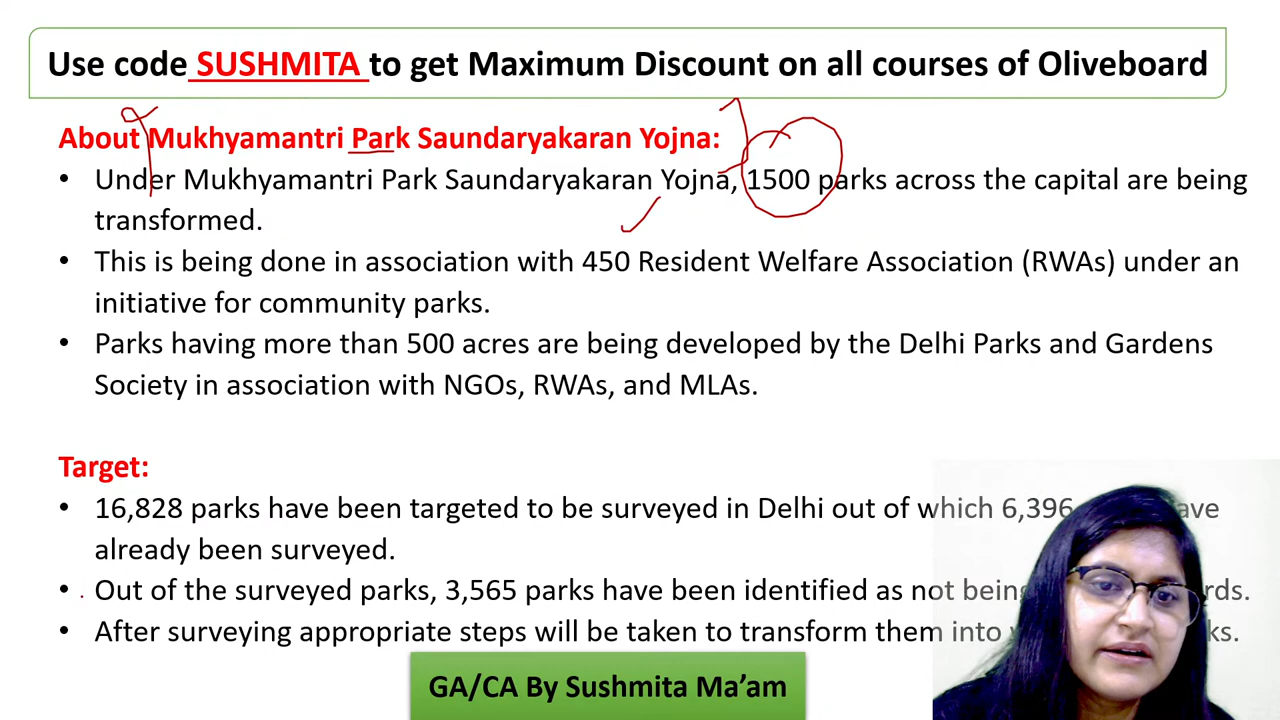 Use code SUSHMITA to get Maximum Discount on all courses of Oliveboard
About Mukhyamantri Park Saundaryakaran Yojna:
• Under Mukhyamantri Park Saundaryakaran Yojna, 1500 parks across the capital are being
transformed.
• This is being done in association with 450 Resident Welfare Association (RWAs) under an
initiative for community parks.
• Parks having more than 500 acres are being developed by the Delhi Parks and Gardens
Society in association with NGOs, RWAs, and MLAs.
Target:
• 16,828 parks have been targeted to be surveyed in Delhi out of which 6,396
already been surveyed.
• Out of the surveyed parks, 3,565 parks have been identified as not being
• After surveying appropriate steps will be taken to transform them into
GA/CA By Sushmita Ma’am